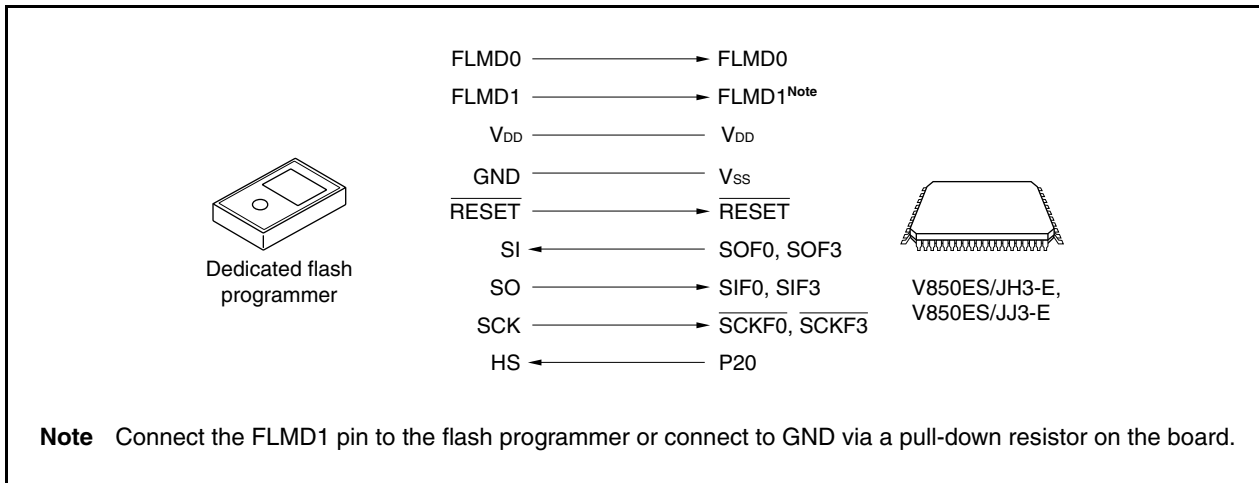 FLMD0 FLMD0
FLMD1 FLMD1Note
VDD VDD
GND VSS
RESET RESET
SI SOF0, SOF3
SO SIF0, SIF3
SCK SCKF0, SCKF3
HS P20
Dedicated flash
programmer
V850ES/JH3-E,
V850ES/JJ3-E
Note Connect the FLMD1 pin to the flash programmer or connect to GND via a pull-down resistor on the board.